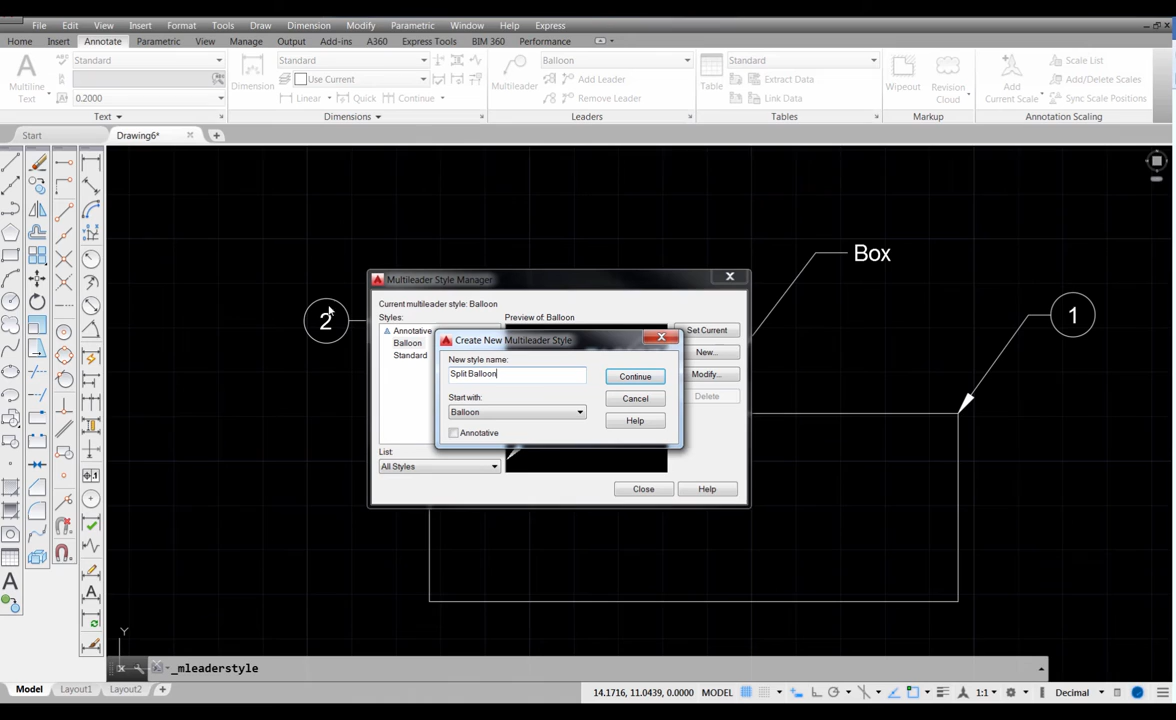 File Edit View Insert Format Tools Draw Dimension Modify Parametric Window Help Express
Home Insert Annotate Parametric View Manage Output Add-ins A360 Express Tools BIM 360 Performance
Standard Standard Balloon Standard Scale List
Use Current Add Leader Extract Data Add/Delete Scales
Multiline Text Dimension Multileader Table Wipeout Revision Cloud Add Current Scale
0.2000 Linear Quick Continue Remove Leader Link Data Sync Scale Positions
Text Dimensions Leaders Tables Markup Annotation Scaling
Start Drawing6*
Box
1
2
Multileader Style Manager
Current multileader style: Balloon
Styles: Preview of: Balloon
Annotative
Balloon
Standard
Set Current
New...
Modify...
Delete
Create New Multileader Style
New style name:
Split Balloon
Continue
Start with:
Cancel
Balloon
Help
Annotative
List:
All Styles
Close Help
Y
_mleaderstyle
Model Layout1 Layout2
14.1716, 11.0439, 0.0000 MODEL 1:1 Decimal